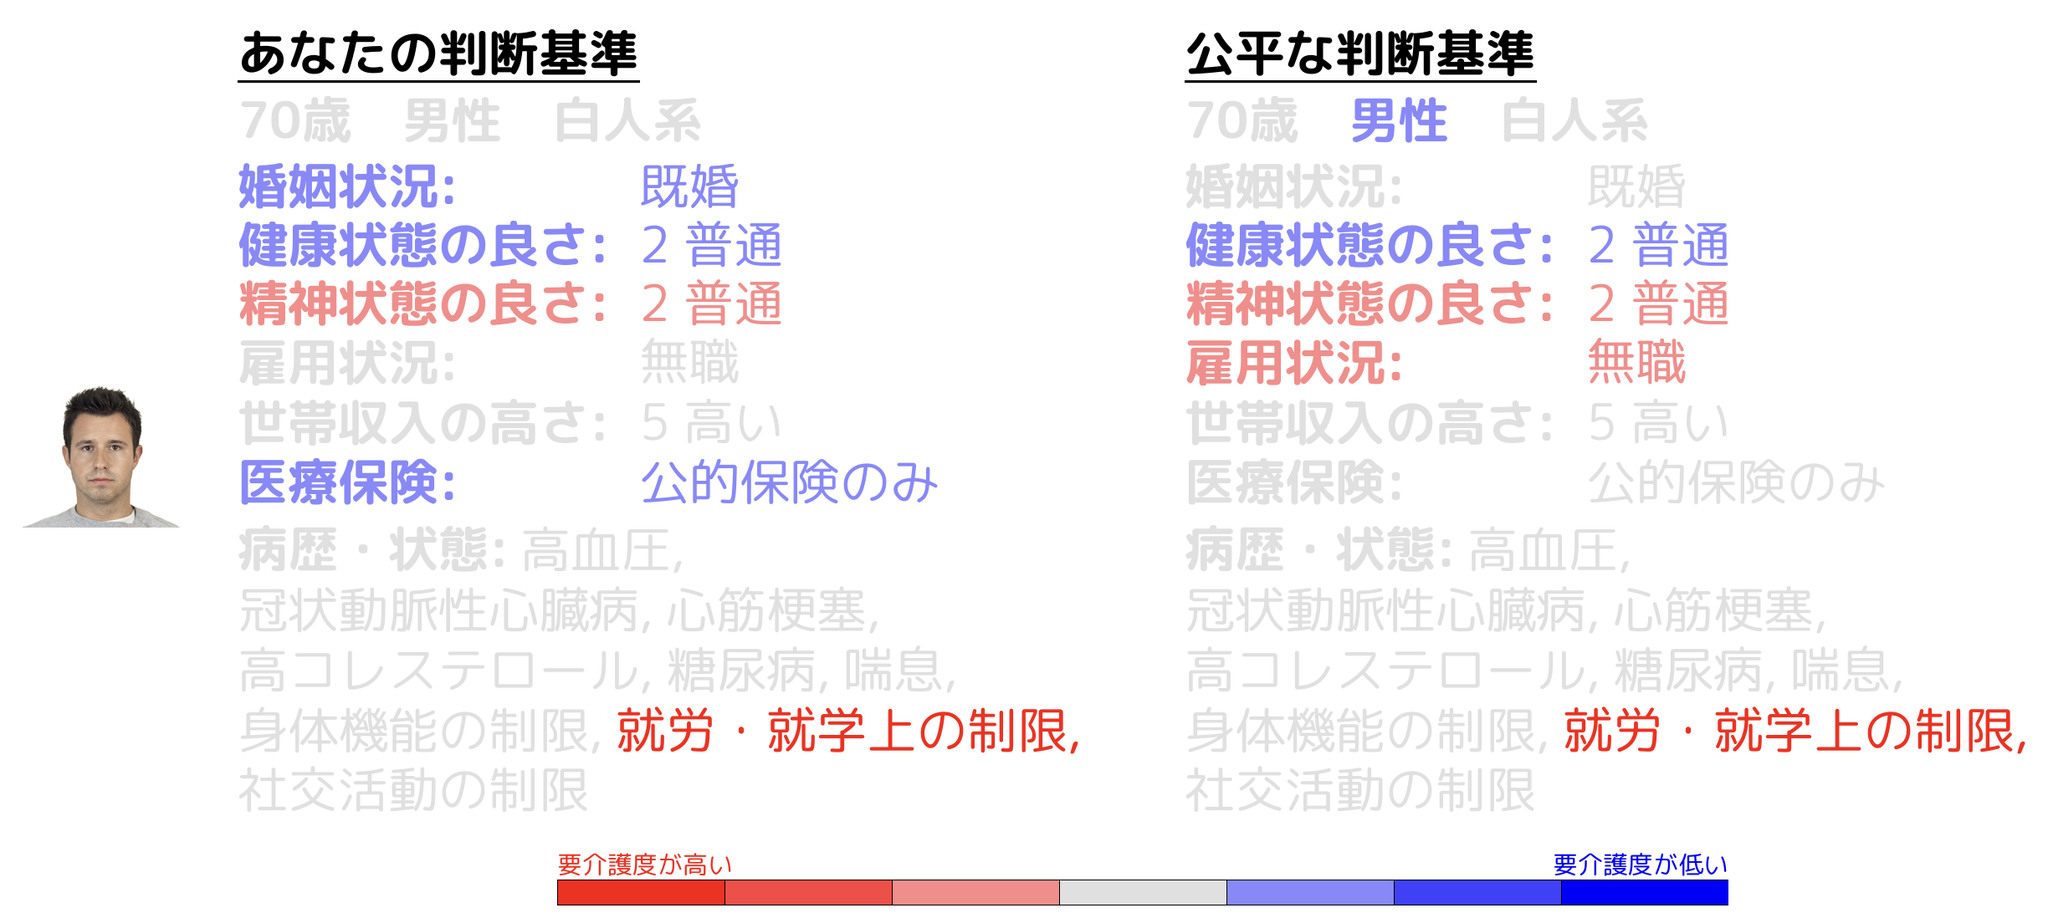 あなたの判断基準
70歳 男性 白人系
婚姻状況: 既婚
健康状態の良さ: 2 普通
精神状態の良さ: 2 普通
雇用状況: 無職
世帯収入の高さ: 5 高い
医療保険: 公的保険のみ
病歴・状態: 高血圧,
冠状動脈性心臓病, 心筋梗塞,
高コレステロール, 糖尿病, 喘息,
身体機能の制限, 就労・就学上の制限,
社交活動の制限
公平な判断基準
70歳 男性 白人系
婚姻状況: 既婚
健康状態の良さ: 2 普通
精神状態の良さ: 2 普通
雇用状況: 無職
世帯収入の高さ: 5 高い
医療保険: 公的保険のみ
病歴・状態: 高血圧,
冠状動脈性心臓病, 心筋梗塞,
高コレステロール, 糖尿病, 喘息,
身体機能の制限, 就労・就学上の制限,
社交活動の制限
要介護度が高い
要介護度が低い